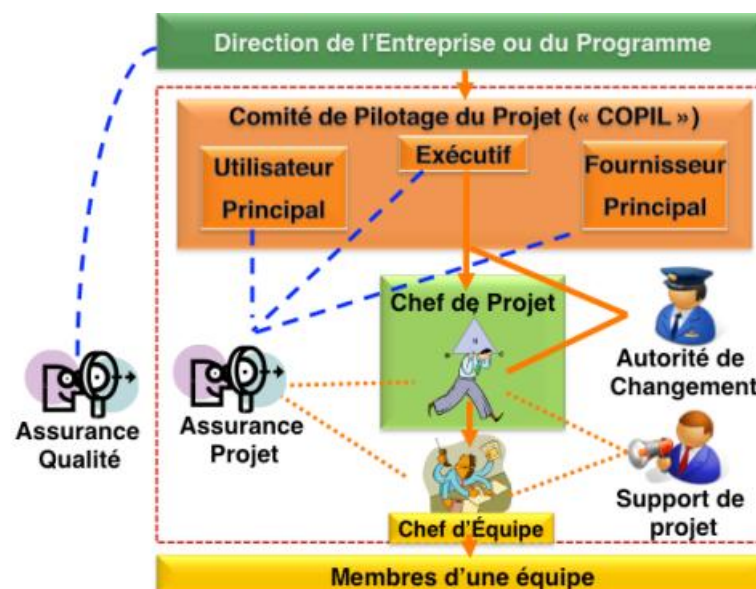 Direction de l'Entreprise ou du Programme
Comité de Pilotage du Projet (« COPIL »)
Utilisateur
Principal
Exécutif
Fournisseur
Principal
Chef de Projet
Autorité de
Changement
Assurance
Qualité
Assurance
Projet
Support de
projet
Chef d'Équipe
Membres d'une équipe